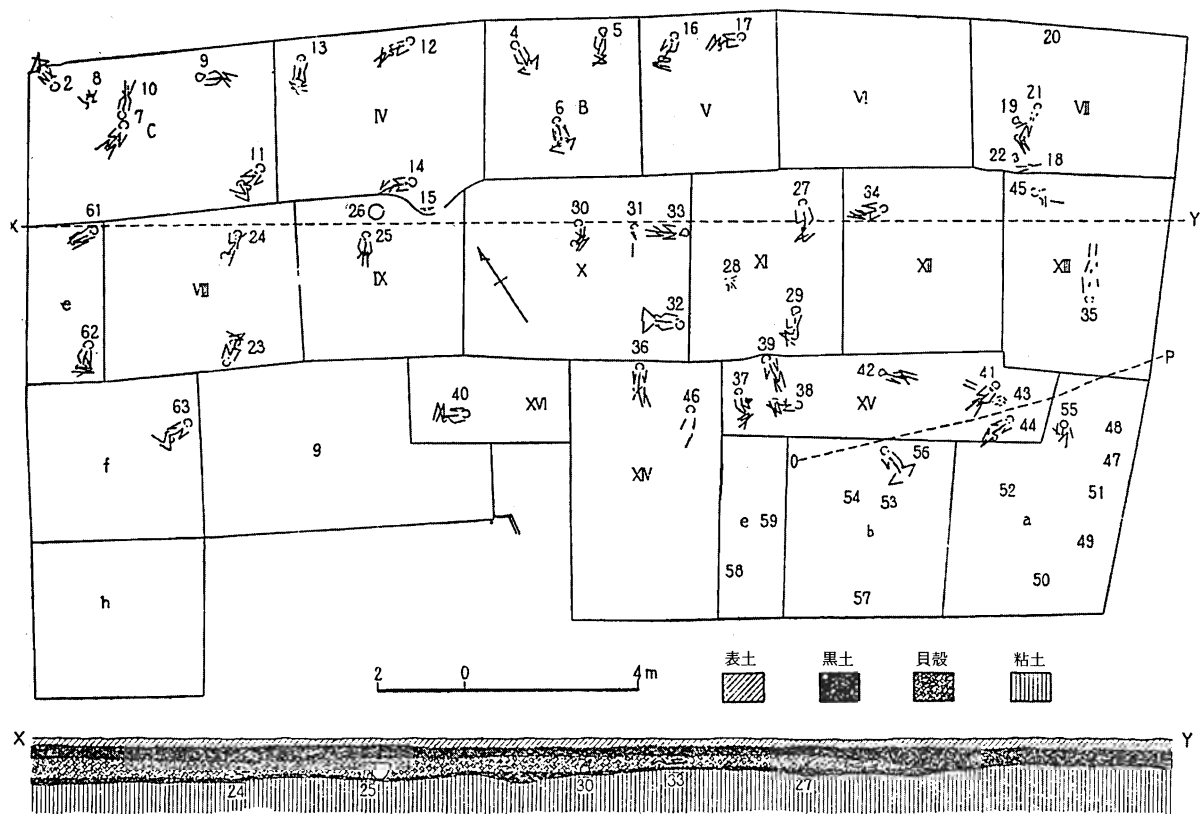 4 5 16 17 20
13 12
9
2 8 10
7 C
IV B V VI VII
6 19 21
11 14 22 3 18
15
61 26 27 34 45
X Y
24 25 30 31 33
e VIII IX X XI XII XIII
28 35
29
32
62 23 36 39 P
63 40 XVI 46 37 38 42 XV 41 43
44 55 48
f 9 O 56 47
XIV 54 53 52 51
e 59 b a
49
58 50
h 57
2 0 4m
表土 黒土 貝殻 粘土
X Y
24 25 30 33 27